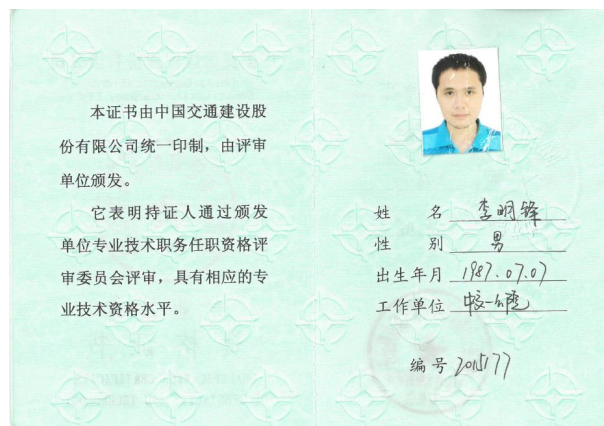 本证书由中国交通建设股
份有限公司统一印制，由评审
单位颁发。
它表明持证人通过颁发
单位专业技术职务任职资格评
审委员会评审，具有相应的专
业技术资格水平。
姓 名 李明锋
性 别 男
出生年月 1987.07.07
工作单位 中交一公
编号 2015177